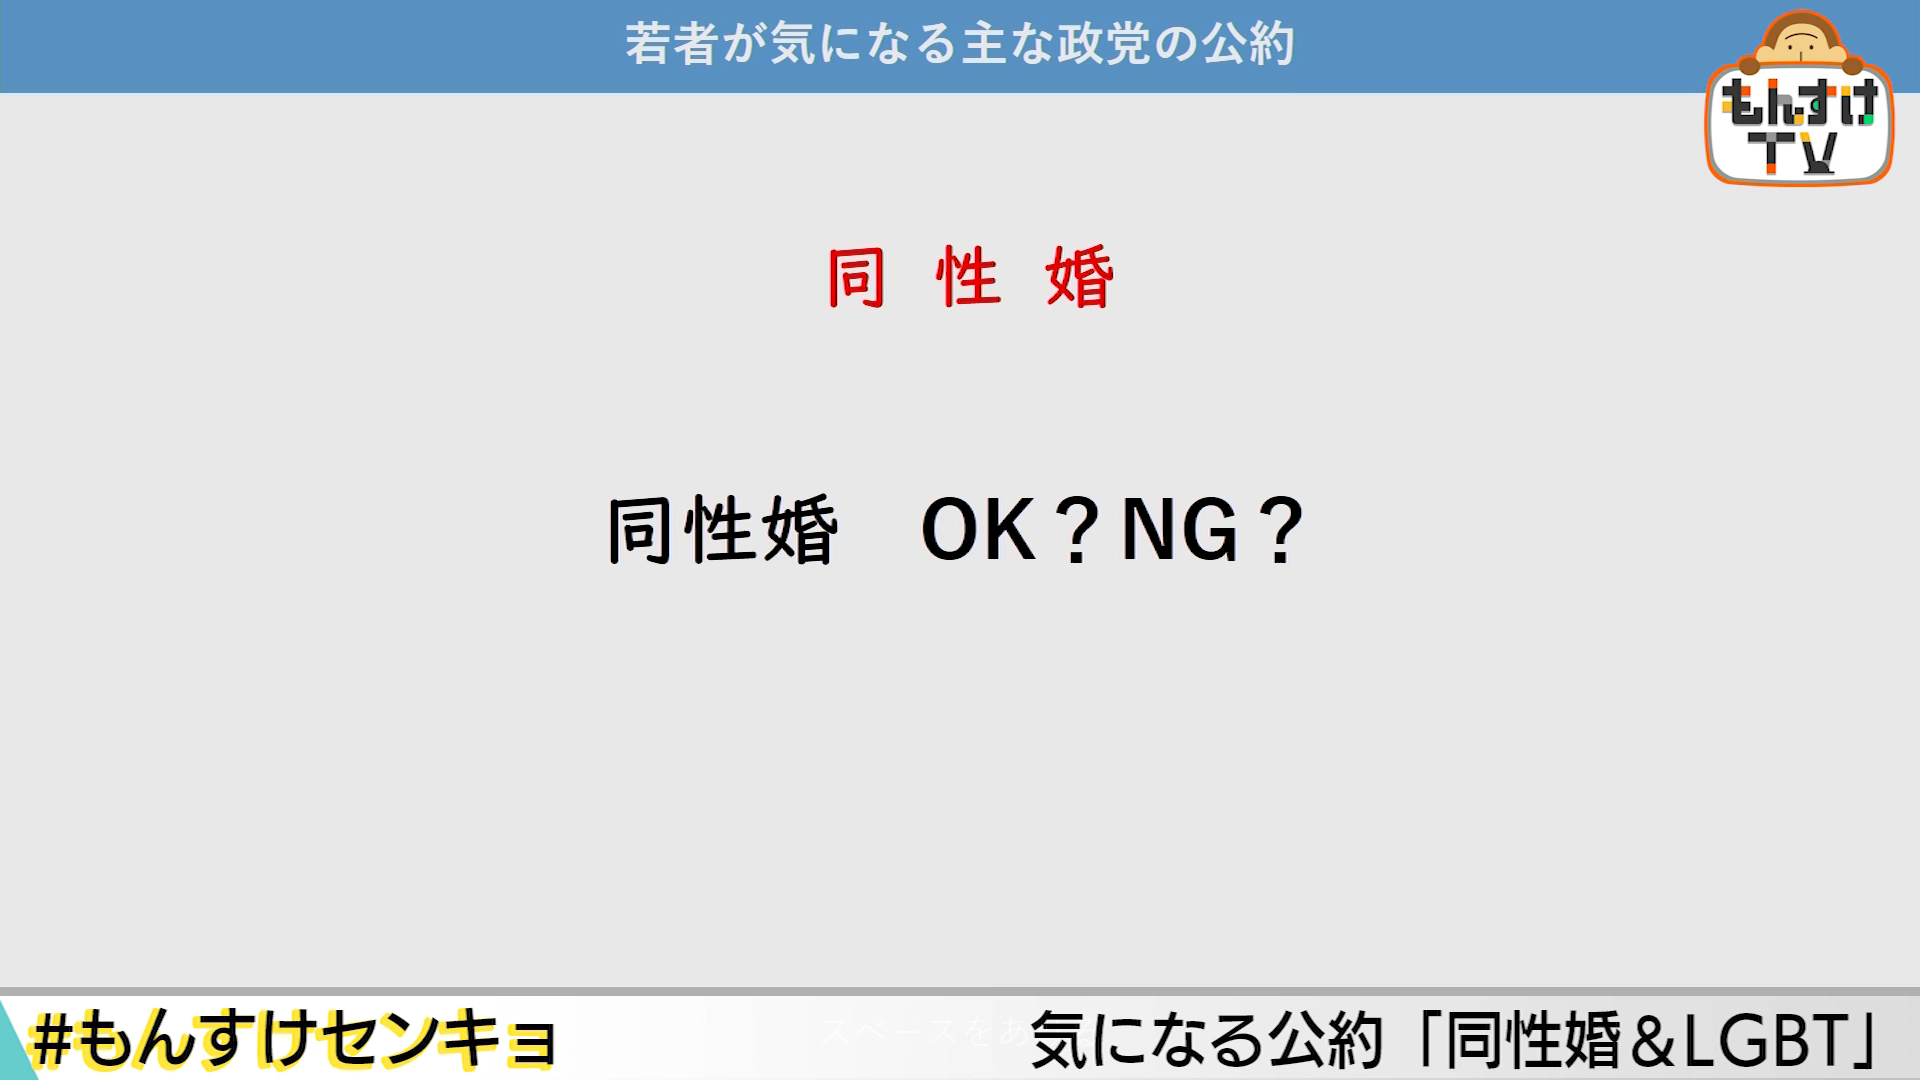 若者が気になる主な政党の公約
もんすけ
TV
同 性 婚
同性婚　OK？NG？
#もんすけセンキョ
気になる公約「同性婚＆LGBT」